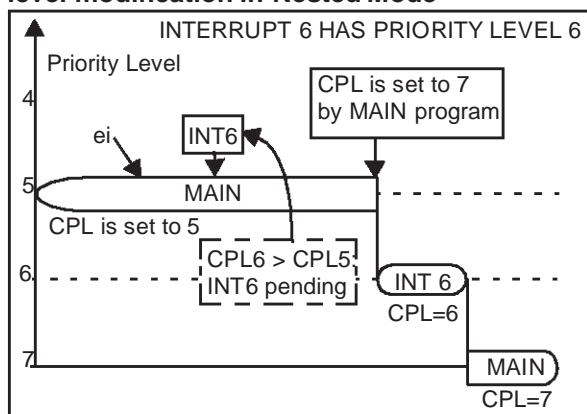 level modification in Nested Mode
INTERRUPT 6 HAS PRIORITY LEVEL 6
Priority Level
4
CPL is set to 7
by MAIN program
ei
INT6
5
MAIN
CPL is set to 5
CPL6 > CPL5:
INT6 pending
6
INT 6
CPL=6
7
MAIN
CPL=7